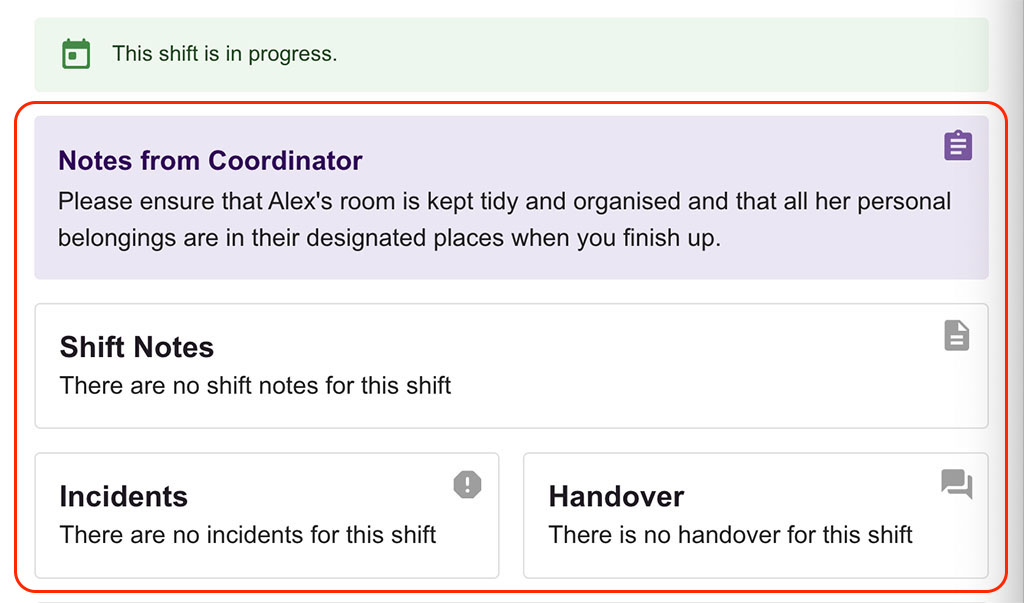 This shift is in progress.
Notes from Coordinator
Please ensure that Alex's room is kept tidy and organised and that all her personal
belongings are in their designated places when you finish up.
Shift Notes
There are no shift notes for this shift
Incidents
There are no incidents for this shift
Handover
There is no handover for this shift